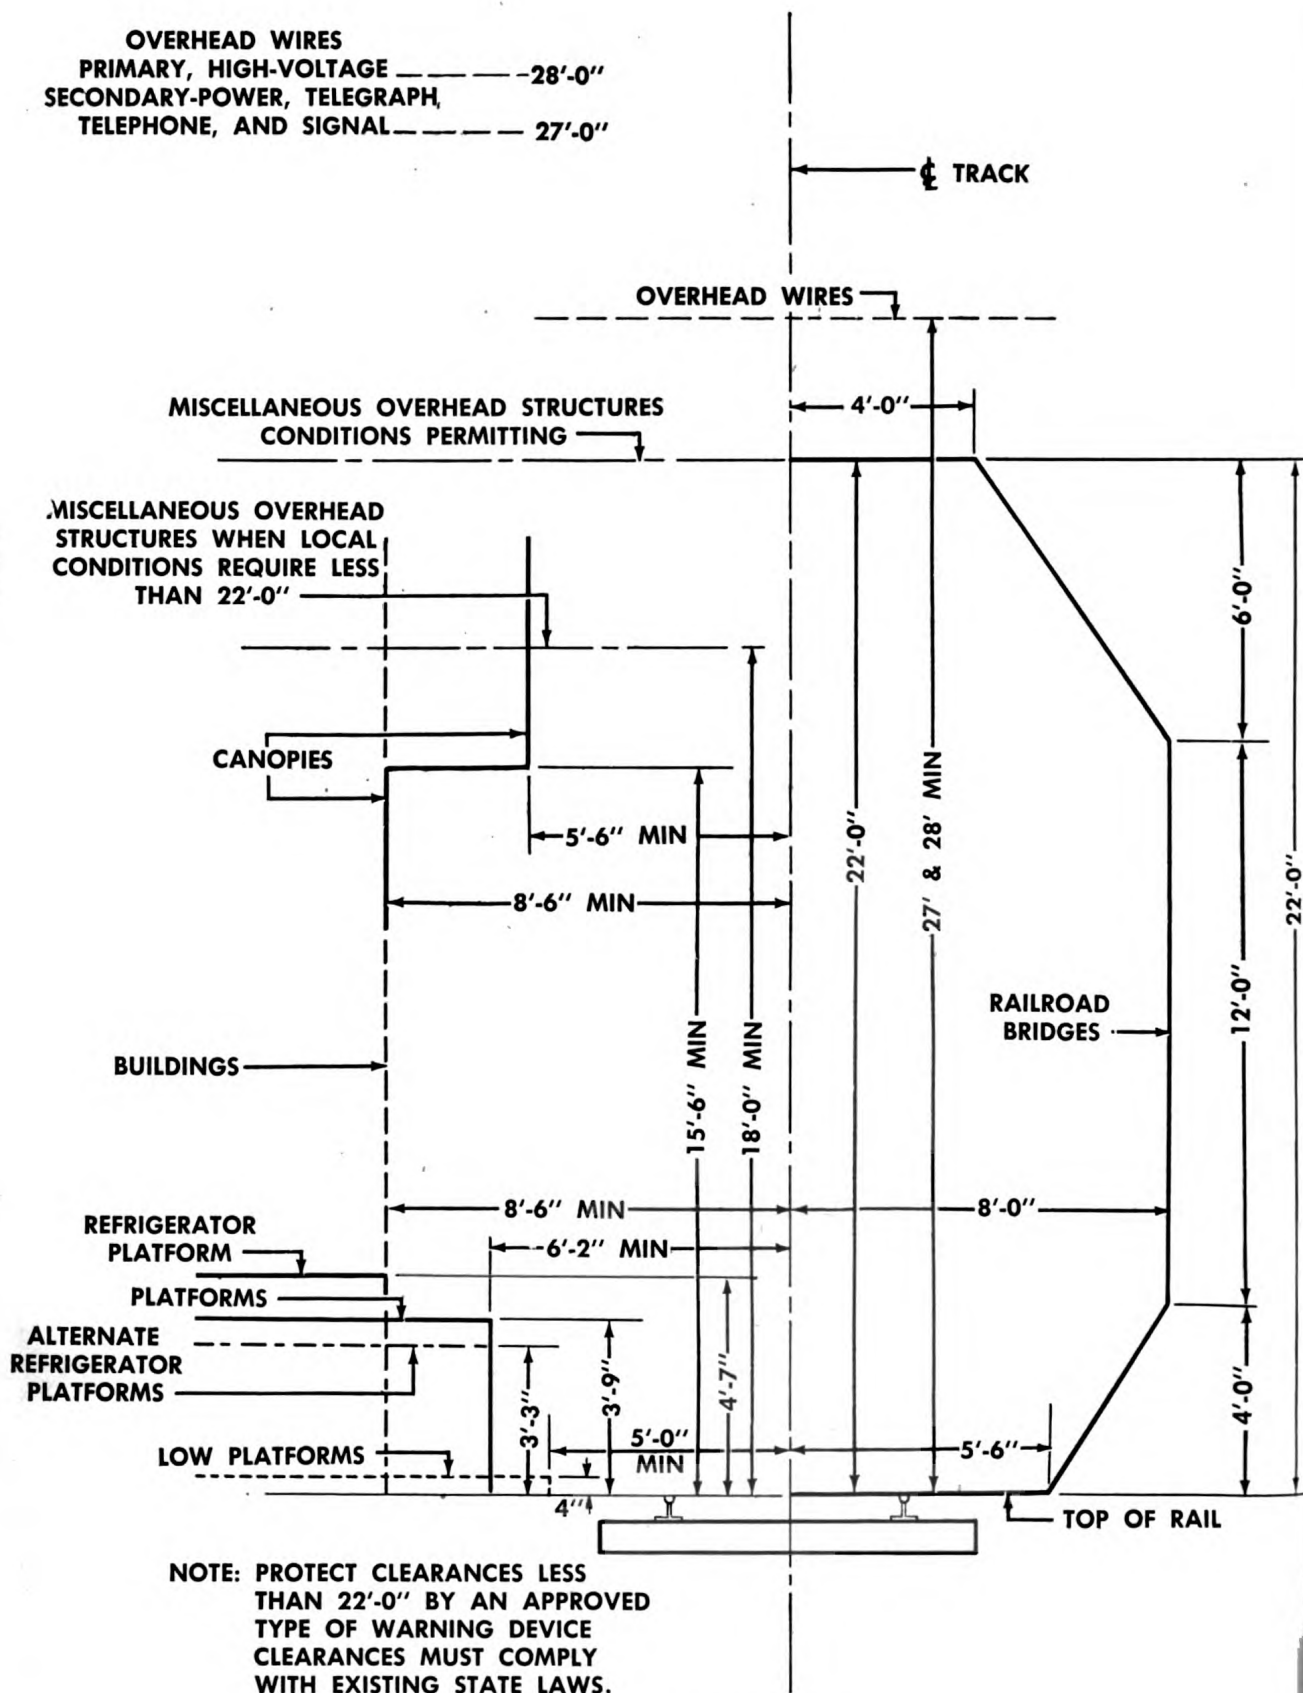 OVERHEAD WIRES
PRIMARY, HIGH-VOLTAGE 28'-0"
SECONDARY-POWER, TELEGRAPH,
TELEPHONE, AND SIGNAL 27'-0"
℄ TRACK
OVERHEAD WIRES
4'-0"
MISCELLANEOUS OVERHEAD STRUCTURES
CONDITIONS PERMITTING
MISCELLANEOUS OVERHEAD
STRUCTURES WHEN LOCAL
CONDITIONS REQUIRE LESS
THAN 22'-0"
6'-0"
CANOPIES
5'-6" MIN
22'-0"
27' & 28' MIN
22'-0"
8'-6" MIN
12'-0"
RAILROAD
BRIDGES
BUILDINGS
15'-6" MIN
18'-0" MIN
8'-6" MIN
8'-0"
REFRIGERATOR
PLATFORM
6'-2" MIN
PLATFORMS
ALTERNATE
REFRIGERATOR
PLATFORMS
3'-3"
3'-9"
4'-7"
4'-0"
LOW PLATFORMS
5'-0"
MIN
5'-6"
4"
TOP OF RAIL
NOTE: PROTECT CLEARANCES LESS
THAN 22'-0" BY AN APPROVED
TYPE OF WARNING DEVICE
CLEARANCES MUST COMPLY
WITH EXISTING STATE LAWS.